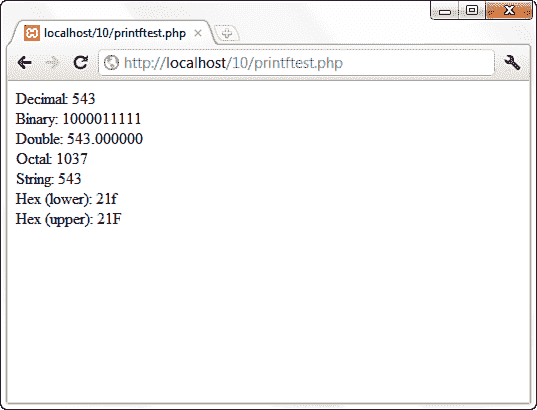 localhost/10/printftest.php
http://localhost/10/printftest.php
Decimal: 543
Binary: 1000011111
Double: 543.000000
Octal: 1037
String: 543
Hex (lower): 21f
Hex (upper): 21F